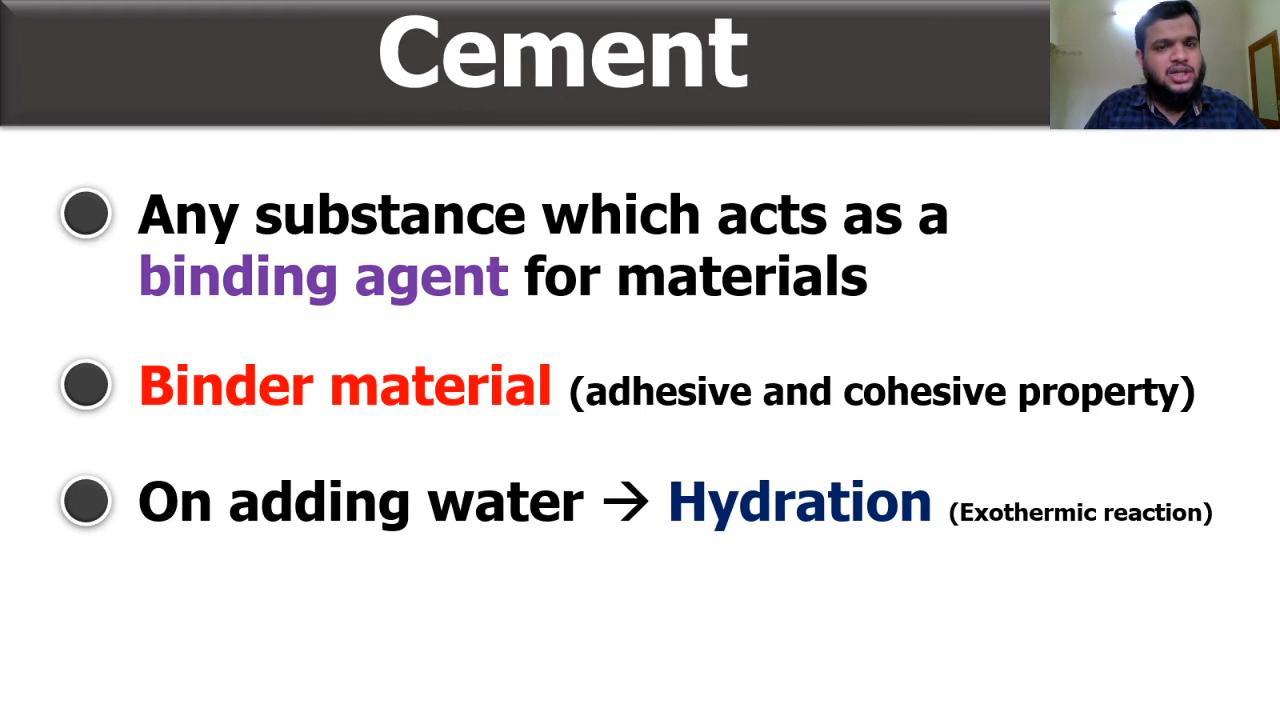 Cement
Any substance which acts as a
binding agent for materials
Binder material (adhesive and cohesive property)
On adding water → Hydration (Exothermic reaction)